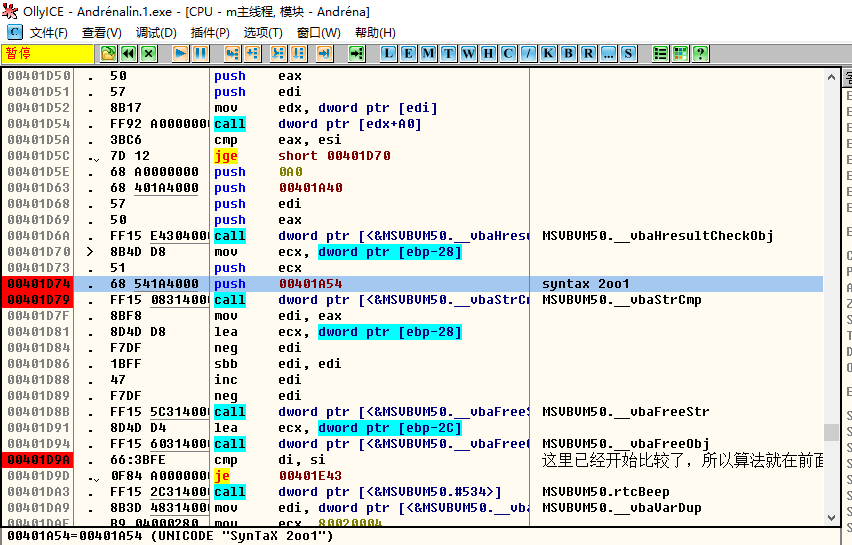 OllyICE - Andrénalin.1.exe - [CPU - m主线程, 模块 - Andréna]
C 文件(F) 查看(V) 调试(D) 插件(P) 选项(T) 窗口(W) 帮助(H)
暂停 L E M T W H C / K B R ... S ?
00401D50 . 50 push eax
00401D51 . 57 push edi
00401D52 . 8B17 mov edx, dword ptr [edi]
00401D54 . FF92 A0000000 call dword ptr [edx+A0]
00401D5A . 3BC6 cmp eax, esi
00401D5C .⌄ 7D 12 jge short 00401D70
00401D5E . 68 A0000000 push 0A0
00401D63 . 68 401A4000 push 00401A40
00401D68 . 57 push edi
00401D69 . 50 push eax
00401D6A . FF15 E4304000 call dword ptr [<&MSVBVM50.__vbaHresu MSVBVM50.__vbaHresultCheckObj
00401D70 > 8B4D D8 mov ecx, dword ptr [ebp-28]
00401D73 . 51 push ecx
00401D74 . 68 541A4000 push 00401A54 syntax 2oo1
00401D79 . FF15 08314000 call dword ptr [<&MSVBVM50.__vbaStrCm MSVBVM50.__vbaStrCmp
00401D7F . 8BF8 mov edi, eax
00401D81 . 8D4D D8 lea ecx, dword ptr [ebp-28]
00401D84 . F7DF neg edi
00401D86 . 1BFF sbb edi, edi
00401D88 . 47 inc edi
00401D89 . F7DF neg edi
00401D8B . FF15 5C314000 call dword ptr [<&MSVBVM50.__vbaFreeS MSVBVM50.__vbaFreeStr
00401D91 . 8D4D D4 lea ecx, dword ptr [ebp-2C]
00401D94 . FF15 60314000 call dword ptr [<&MSVBVM50.__vbaFreeO MSVBVM50.__vbaFreeObj
00401D9A . 66:3BFE cmp di, si 这里已经开始比较了，所以算法就在前面
00401D9D .⌄ 0F84 A0000000 je 00401E43
00401DA3 . FF15 2C314000 call dword ptr [<&MSVBVM50.#534>] MSVBVM50.rtcBeep
00401DA9 . 8B3D 48314000 mov edi, dword ptr [<&MSVBVM50.__vba MSVBVM50.__vbaVarDup
00401DAF . B9 04000280 mov ecx, 80020004
00401A54=00401A54 (UNICODE "SynTaX 2oo1")